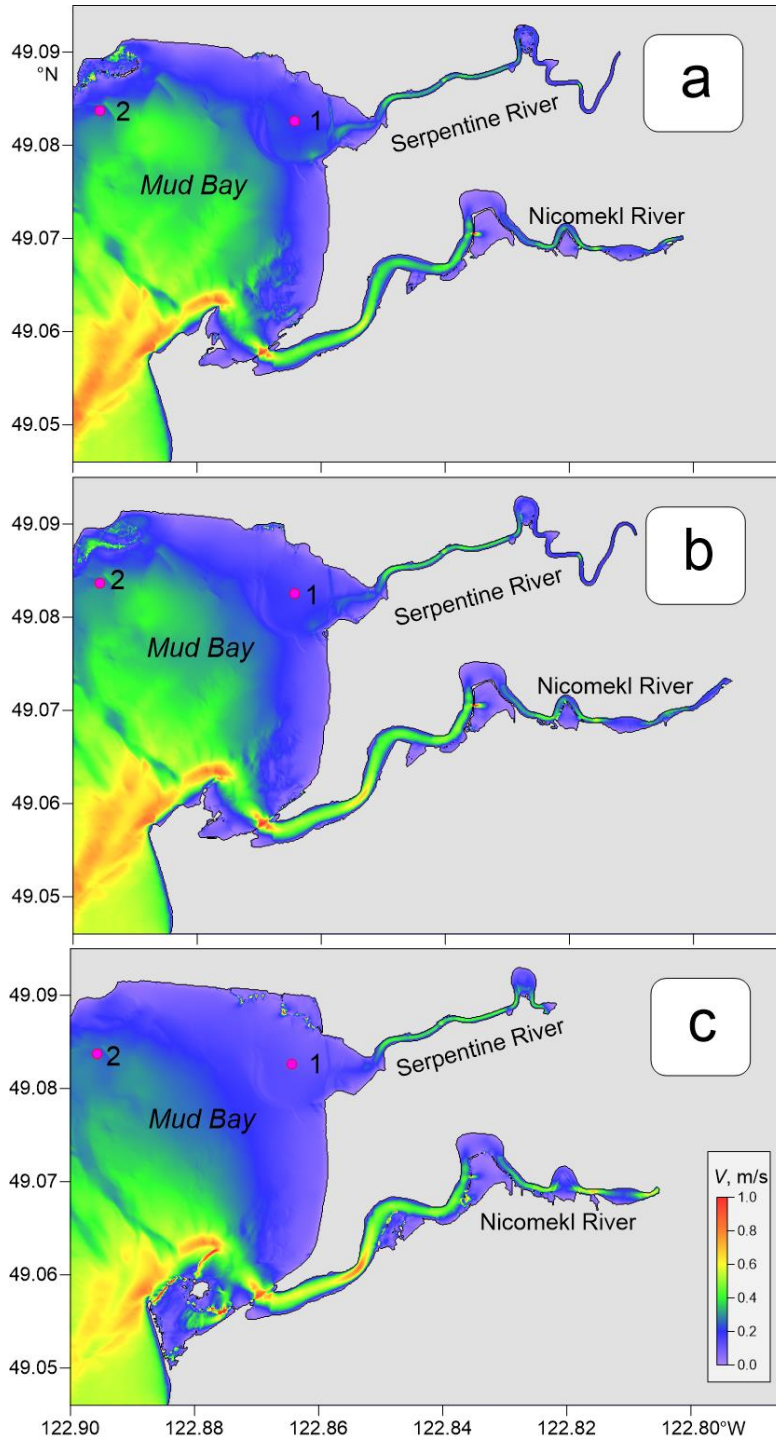 49.09
°N
a
2
1
49.08
Serpentine River
Mud Bay
Nicomekl River
49.07
49.06
49.05
49.09
b
2
1
49.08
Serpentine River
Mud Bay
Nicomekl River
49.07
49.06
49.05
49.09
c
2
1
Serpentine River
49.08
Mud Bay
V, m/s
49.07
1.0
Nicomekl River
0.8
49.06
0.6
0.4
0.2
49.05
0.0
122.90
122.88
122.86
122.84
122.82
122.80°W